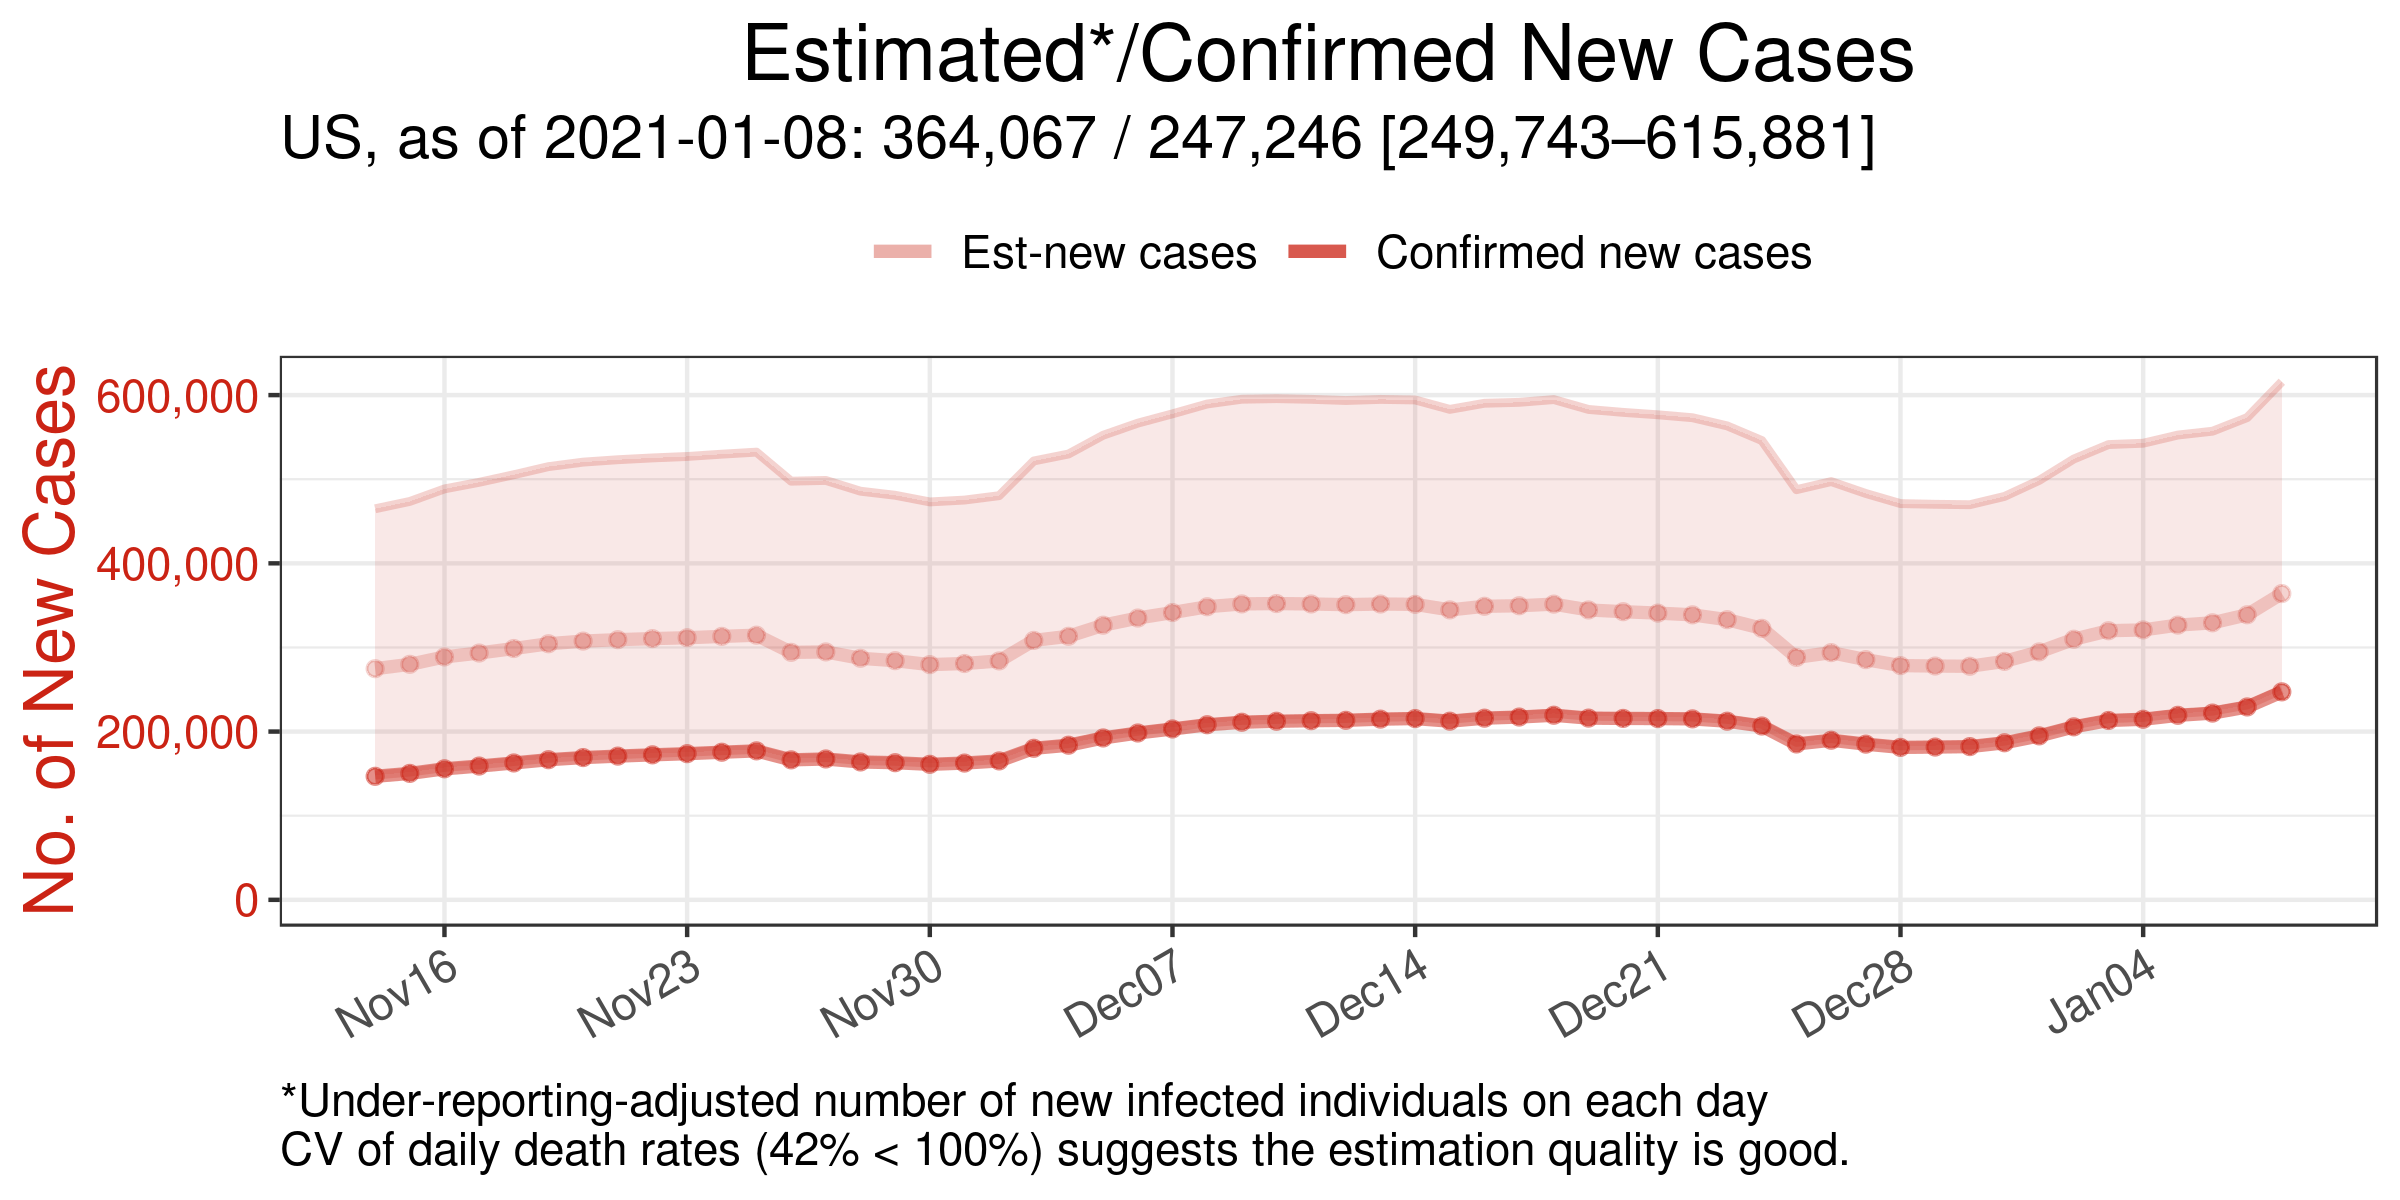 Estimated*/Confirmed New Cases
US, as of 2021-01-08: 364,067 / 247,246 [249,743–615,881]
Est-new cases
Confirmed new cases
No. of New Cases
600,000
400,000
200,000
0
Nov16
Nov23
Nov30
Dec07
Dec14
Dec21
Dec28
Jan04
*Under-reporting-adjusted number of new infected individuals on each day
CV of daily death rates (42% < 100%) suggests the estimation quality is good.